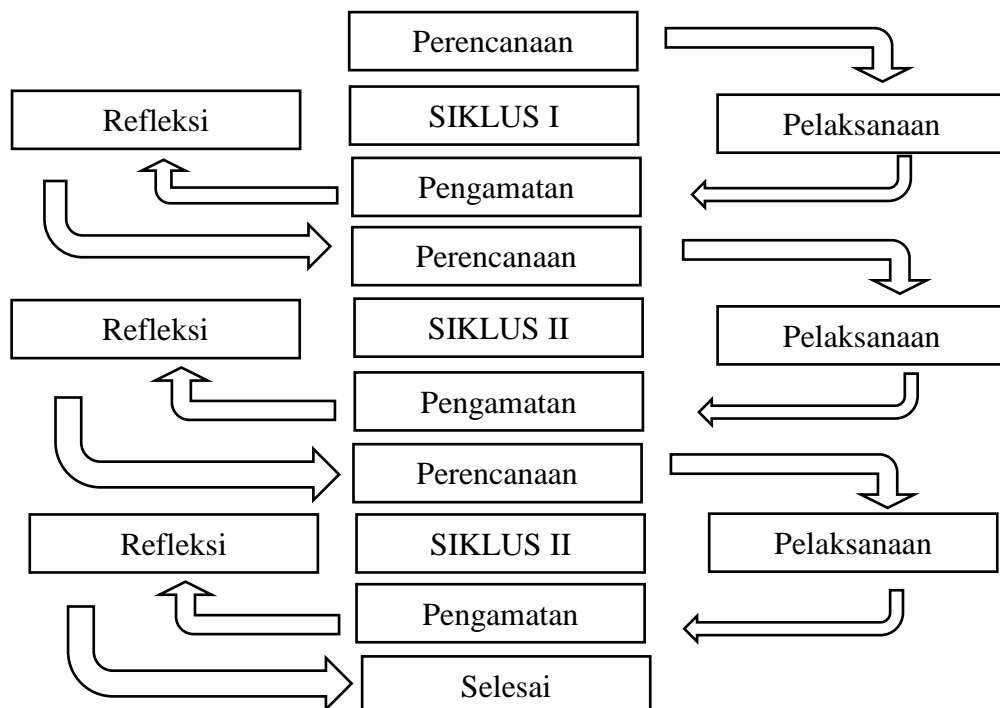 Perencanaan
Refleksi
SIKLUS I
Pelaksanaan
Pengamatan
Perencanaan
Refleksi
SIKLUS II
Pelaksanaan
Pengamatan
Perencanaan
Refleksi
SIKLUS II
Pelaksanaan
Pengamatan
Selesai